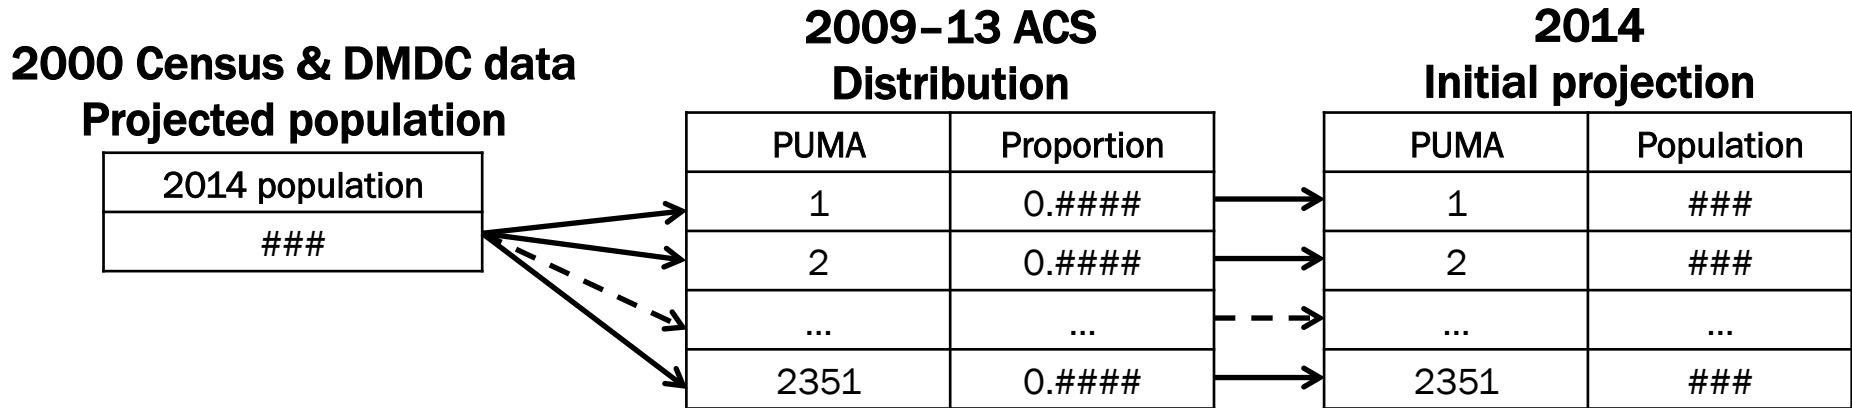 2000 Census & DMDC data
Projected population
2014 population
###
2009–13 ACS
Distribution
PUMA Proportion
1 0.####
2 0.####
... ...
2351 0.####
2014
Initial projection
PUMA Population
1 ###
2 ###
... ...
2351 ###